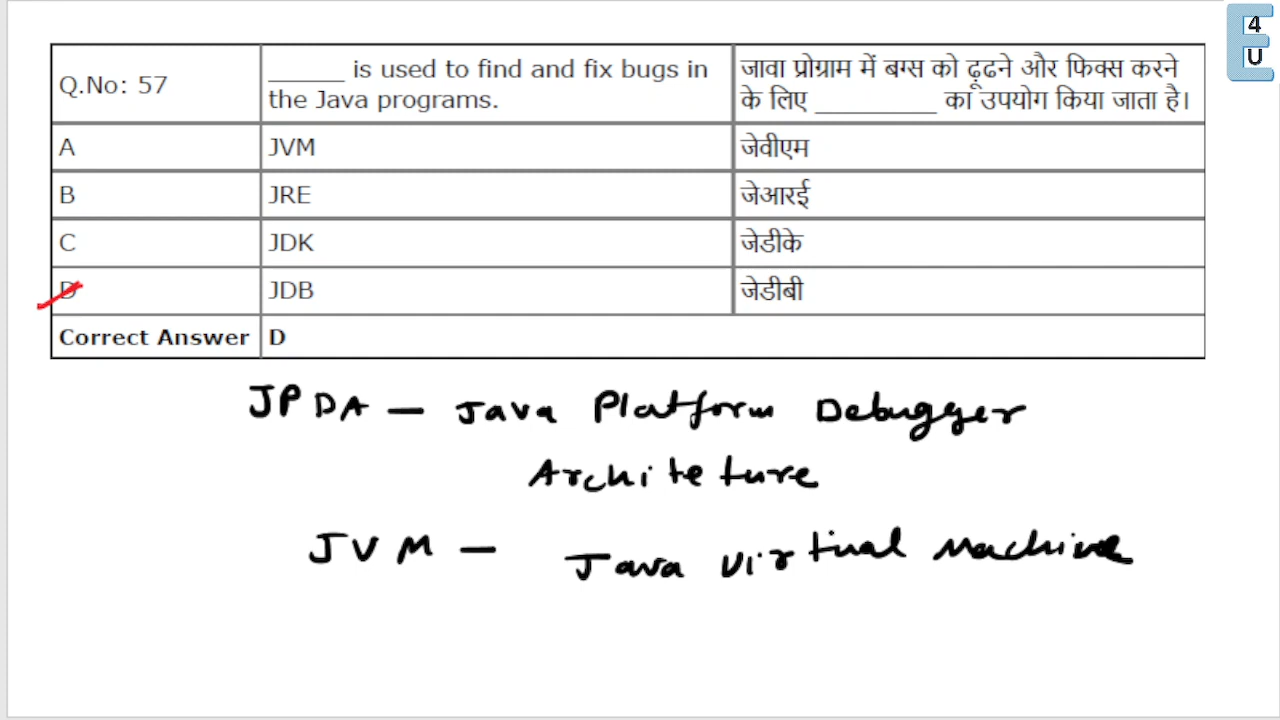 4
U
Q.No: 57
______ is used to find and fix bugs in
the Java programs.
जावा प्रोग्राम में बग्स को ढूढने और फिक्स करने
के लिए _________ का उपयोग किया जाता है।
A
JVM
जेवीएम
B
JRE
जेआरई
C
JDK
जेडीके
D
JDB
जेडीबी
Correct Answer
D
JPDA – Java Platform Debugger
Architeture
JVM – Java Virtual Machine